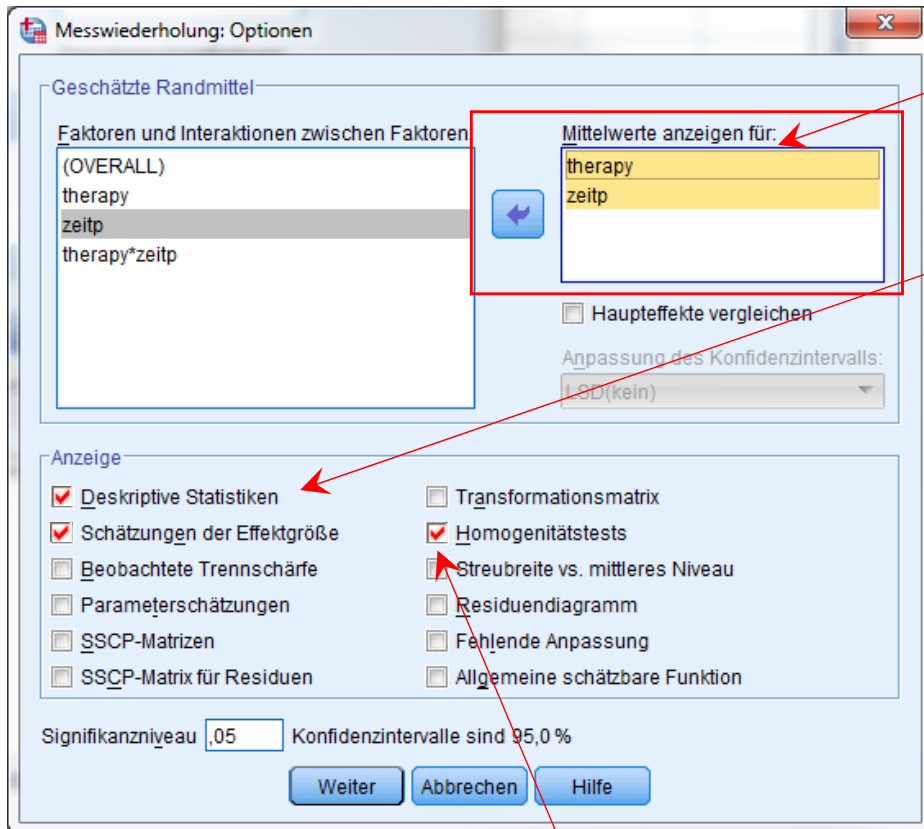 Messwiederholung: Optionen
Geschätzte Randmittel
Faktoren und Interaktionen zwischen Faktoren
(OVERALL)
therapy
zeitp
therapy*zeitp
Mittelwerte anzeigen für:
therapy
zeitp
Haupteffekte vergleichen
Anpassung des Konfidenzintervalls:
LSD(kein)
Anzeige
Deskriptive Statistiken
Schätzungen der Effektgröße
Beobachtete Trennschärfe
Parameterschätzungen
SSCP-Matrizen
SSCP-Matrix für Residuen
Transformationsmatrix
Homogenitätstests
Streubreite vs. mittleres Niveau
Residuendiagramm
Fehlende Anpassung
Allgemeine schätzbare Funktion
Signifikanzniveau ,05 Konfidenzintervalle sind 95,0 %
Weiter Abbrechen Hilfe